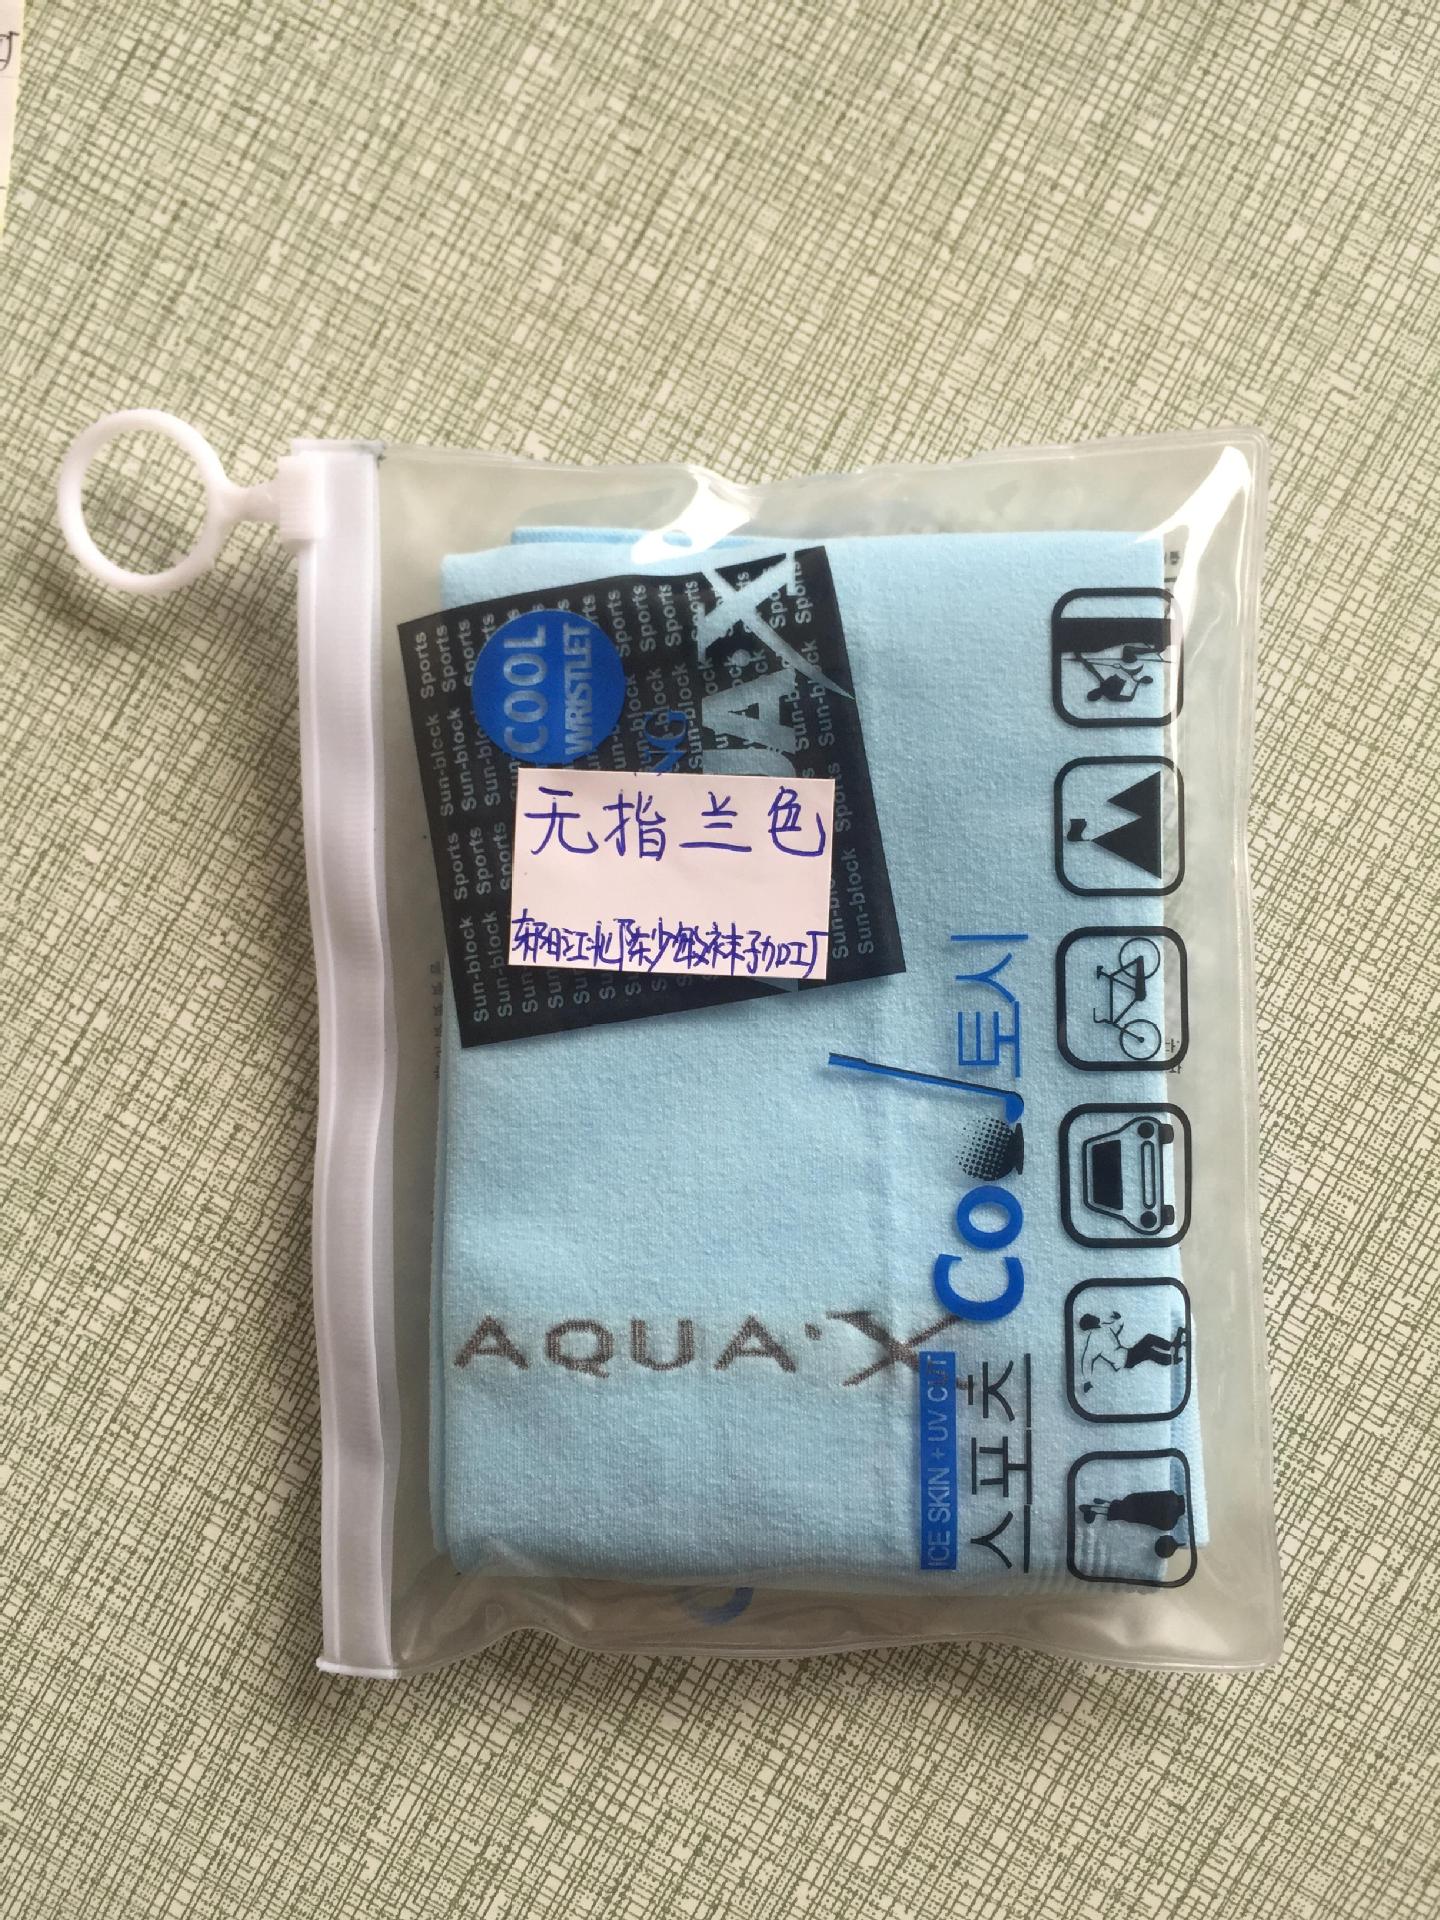 COOL
WRISTLET
无指兰色
AQUA·X
Cool 토시
ICE SKIN + UV CUT
스포츠
Sun-block Sports